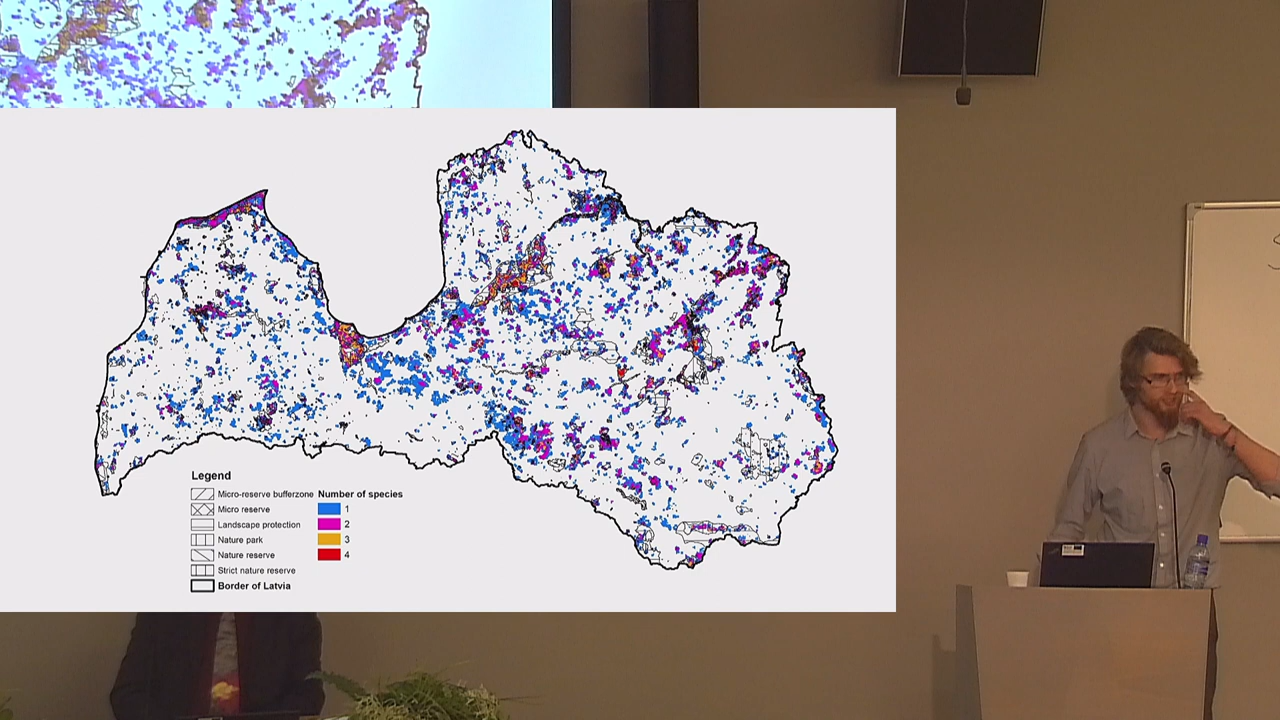 Legend
Micro-reserve bufferzone
Micro reserve
Landscape protection
Nature park
Nature reserve
Strict nature reserve
Border of Latvia
Number of species
1
2
3
4